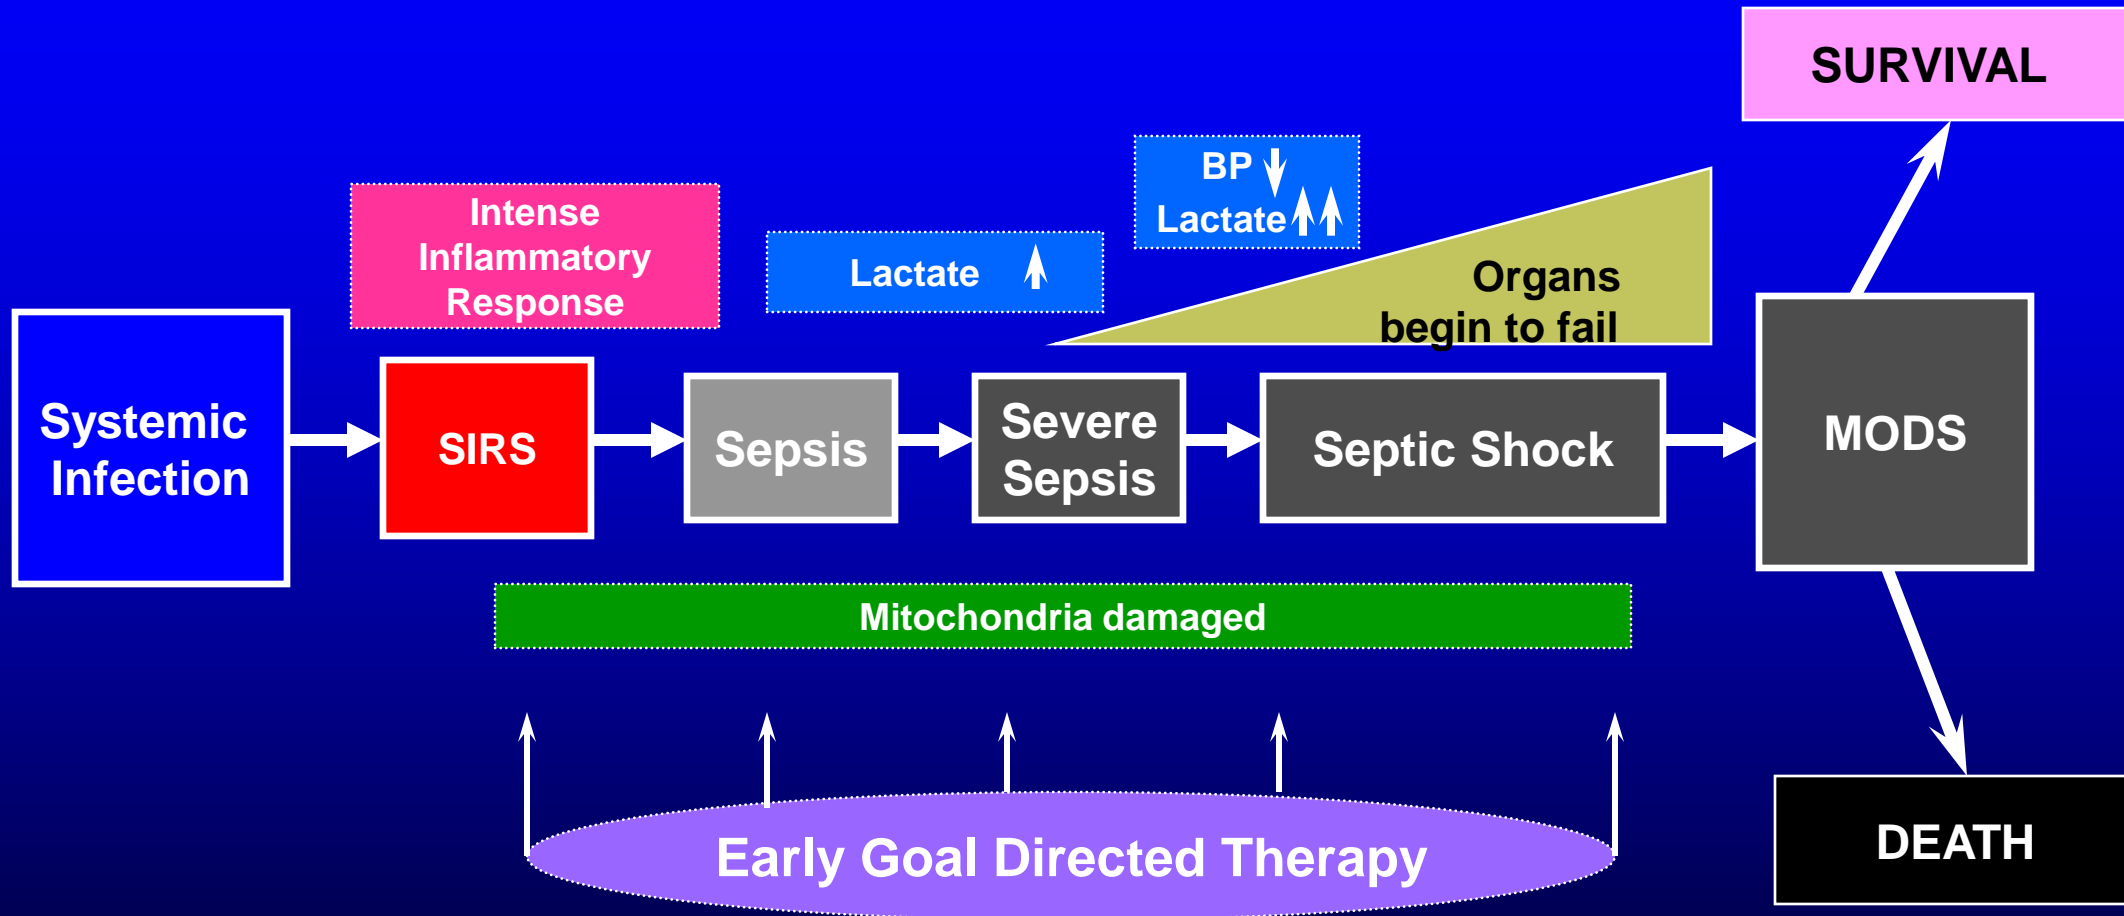 SURVIVAL
BP
Lactate
Intense
Inflammatory
Response
Lactate
Organs
begin to fail
Systemic
Infection
SIRS
Sepsis
Severe
Sepsis
Septic Shock
MODS
Mitochondria damaged
Early Goal Directed Therapy
DEATH